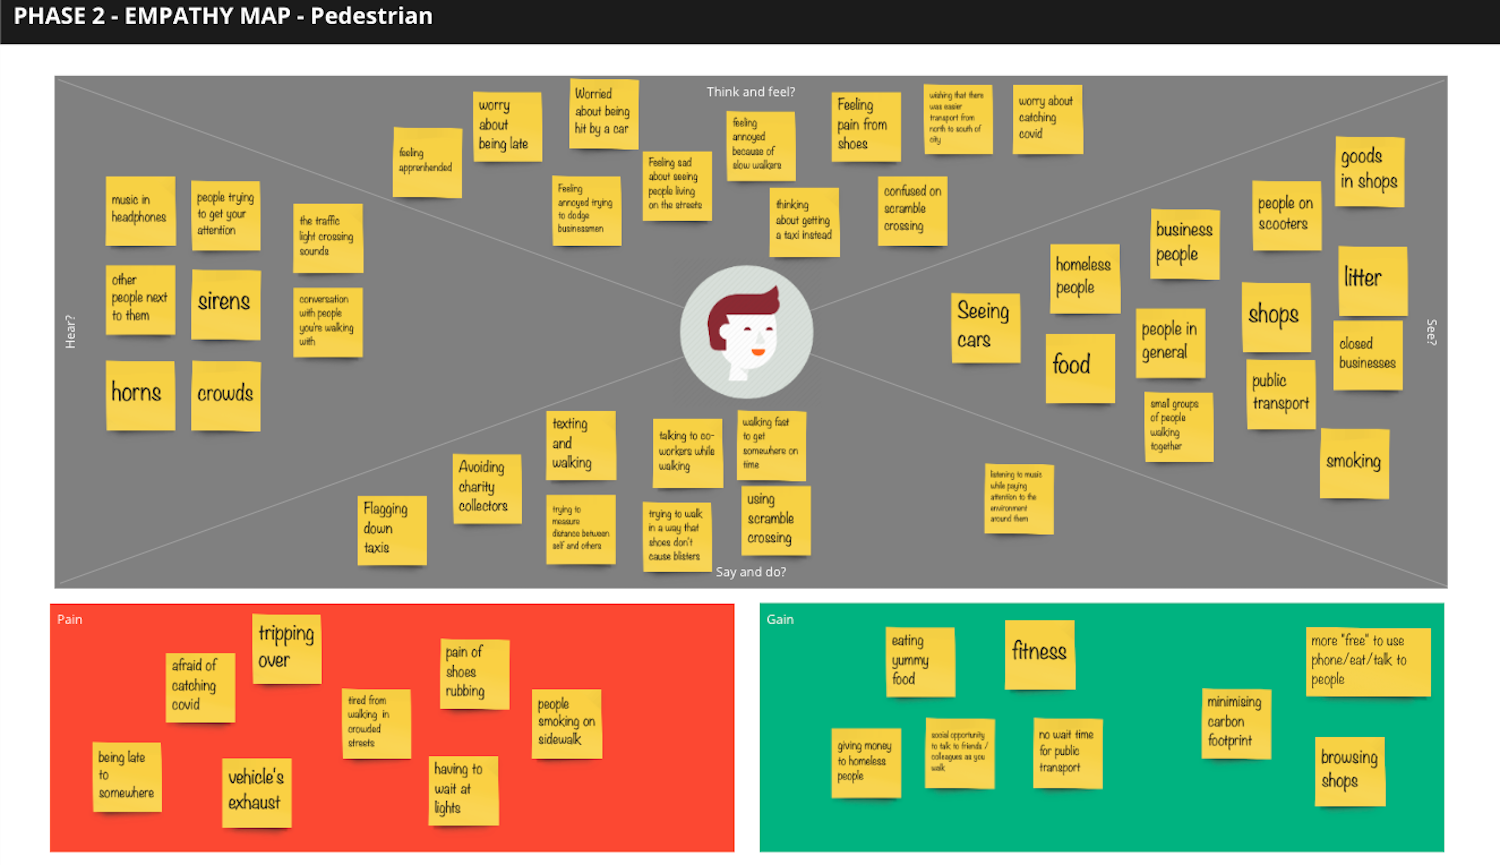 PHASE 2 - EMPATHY MAP - Pedestrian
Think and feel?
feeling
apprenhended
worry
about
being late
Worried
about being
hit by a car
Feeling
annoyed trying
to dodge
businessmen
Feeling sad
about seeing
people living
on the streets
feeling
annoyed
because of
slow walkers
thinking
about getting
a taxi instead
Feeling
pain from
shoes
confused on
scramble
crossing
wishing that there
was easier
transport from
north to south of
city
worry about
catching
covid
Hear?
music in
headphones
people trying
to get your
attention
the traffic
light crossing
sounds
other
people next
to them
sirens
conversation
with people
you're walking
with
horns
crowds
See?
Seeing
cars
homeless
people
food
business
people
people in
general
small groups
of people
walking
together
people on
scooters
shops
public
transport
goods
in shops
litter
closed
businesses
smoking
listening to music
while paying
attention to the
environment
around them
Say and do?
Flagging
down
taxis
Avoiding
charity
collectors
texting
and
walking
trying to
measure
distance between
self and others
talking to co-
workers while
walking
trying to walk
in a way that
shoes don't
cause blisters
walking fast
to get
somewhere on
time
using
scramble
crossing
Pain
being late
to
somewhere
afraid of
catching
covid
tripping
over
vehicle's
exhaust
tired from
walking in
crowded
streets
pain of
shoes
rubbing
having to
wait at
lights
people
smoking on
sidewalk
Gain
eating
yummy
food
fitness
giving money
to homeless
people
social opportunity
to talk to friends /
colleagues as you
walk
no wait time
for public
transport
minimising
carbon
footprint
more "free" to use
phone/eat/talk to
people
browsing
shops